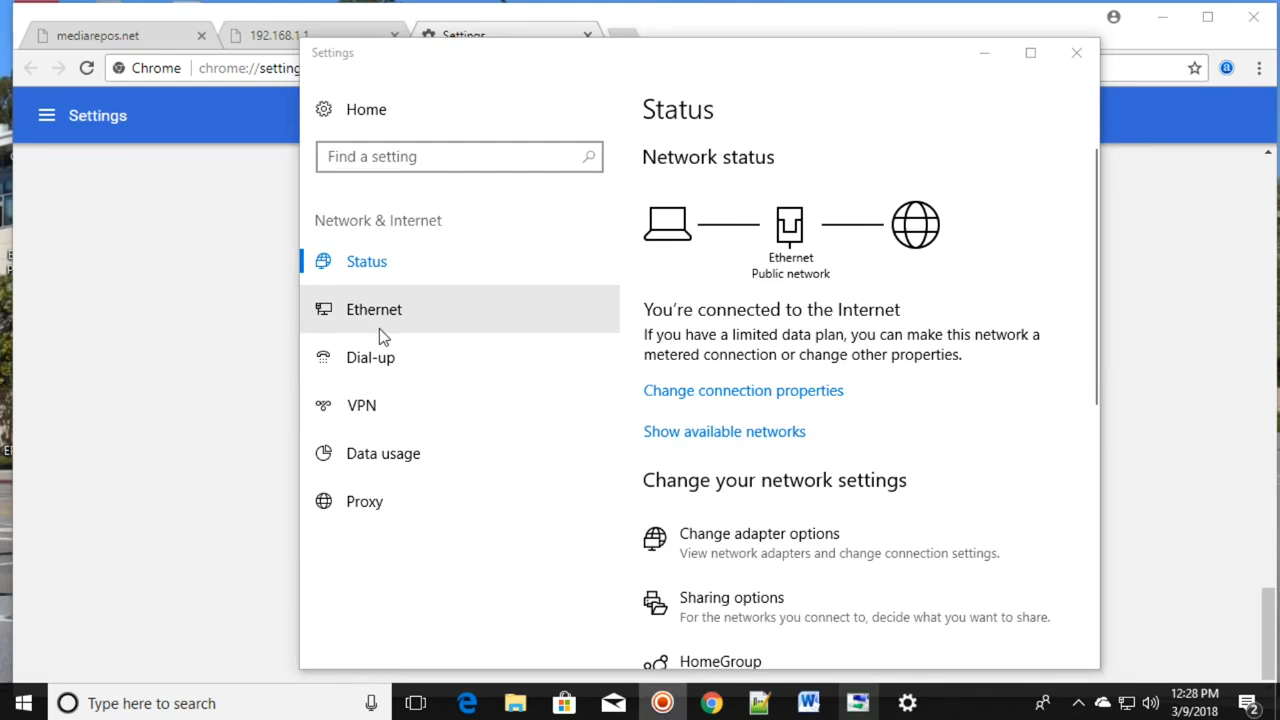 mediarepos.net
192.168.1.1
Settings
Chrome
chrome://setting
Settings
Settings
Home
Find a setting
Network & Internet
Status
Ethernet
Dial-up
VPN
Data usage
Proxy
Status
Network status
Ethernet
Public network
You're connected to the Internet
If you have a limited data plan, you can make this network a
metered connection or change other properties.
Change connection properties
Show available networks
Change your network settings
Change adapter options
View network adapters and change connection settings.
Sharing options
For the networks you connect to, decide what you want to share.
HomeGroup
Type here to search
12:28 PM
3/9/2018
2